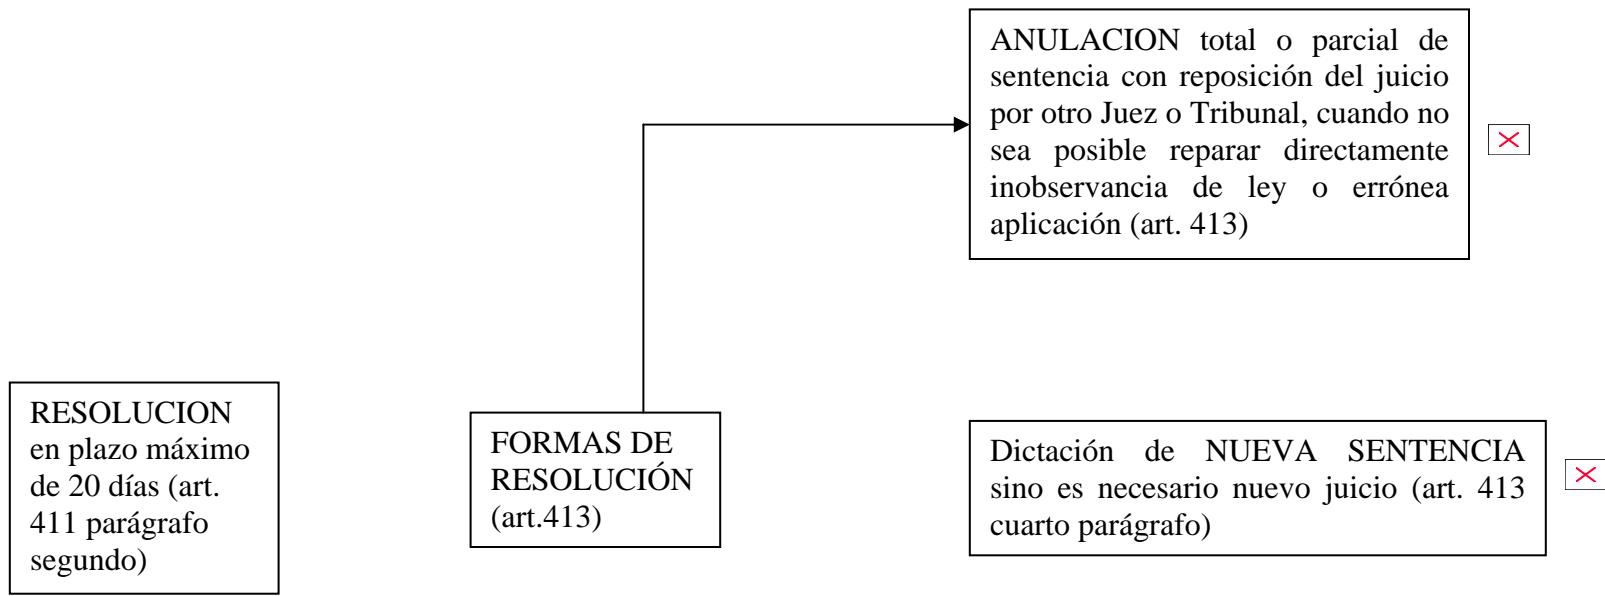 ANULACION total o parcial de
sentencia con reposición del juicio
por otro Juez o Tribunal, cuando no
sea posible reparar directamente
inobservancia de ley o errónea
aplicación (art. 413)
RESOLUCION
en plazo máximo
de 20 días (art.
411 parágrafo
segundo)
FORMAS DE
RESOLUCIÓN
(art.413)
Dictación de NUEVA SENTENCIA
sino es necesario nuevo juicio (art. 413
cuarto parágrafo)